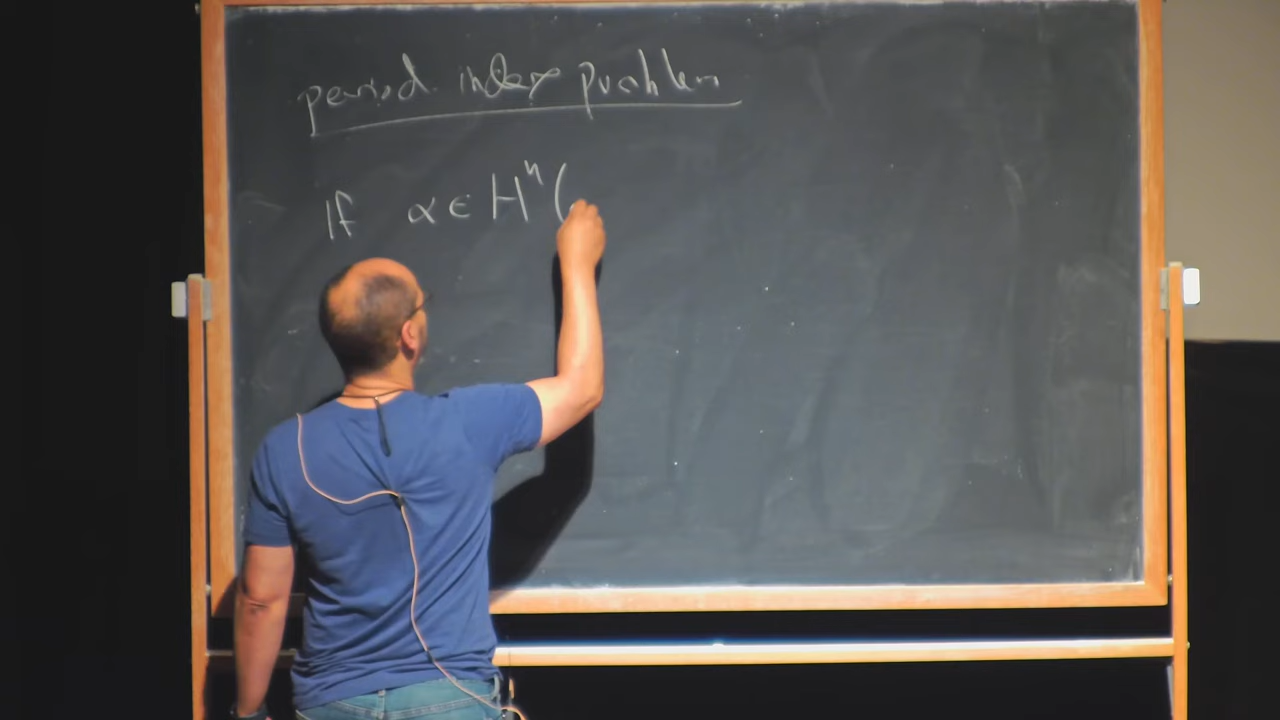 period index problem
If α ∈ Hⁿ(